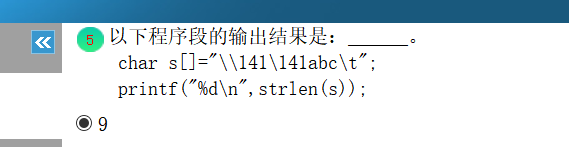 5 以下程序段的输出结果是：______。
char s[]="\\141\141abc\t";
printf("%d\n",strlen(s));
9